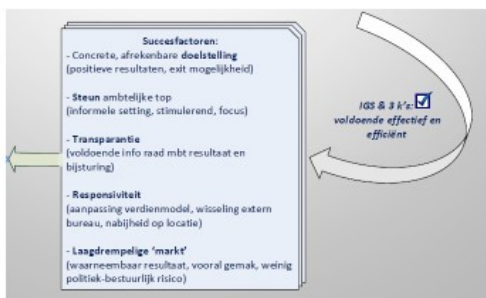 Succesfactoren:
- Concrete, afrekenbare doelstelling
(positieve resultaten, exit mogelijkheid)
- Steun ambtelijke top
(informele setting, stimulerend, focus)
- Transparantie
(voldoende info raad mbt resultaat en
bijsturing)
- Responsiviteit
(aanpassing verdienmodel, wisseling extern
bureau, nabijheid op locatie)
- Laagdrempelige ‘markt’
(waarneembaar resultaat, vooral gemak, weinig
politiek-bestuurlijk risico)
IGS & 3 k’s:
voldoende effectief en
efficiënt